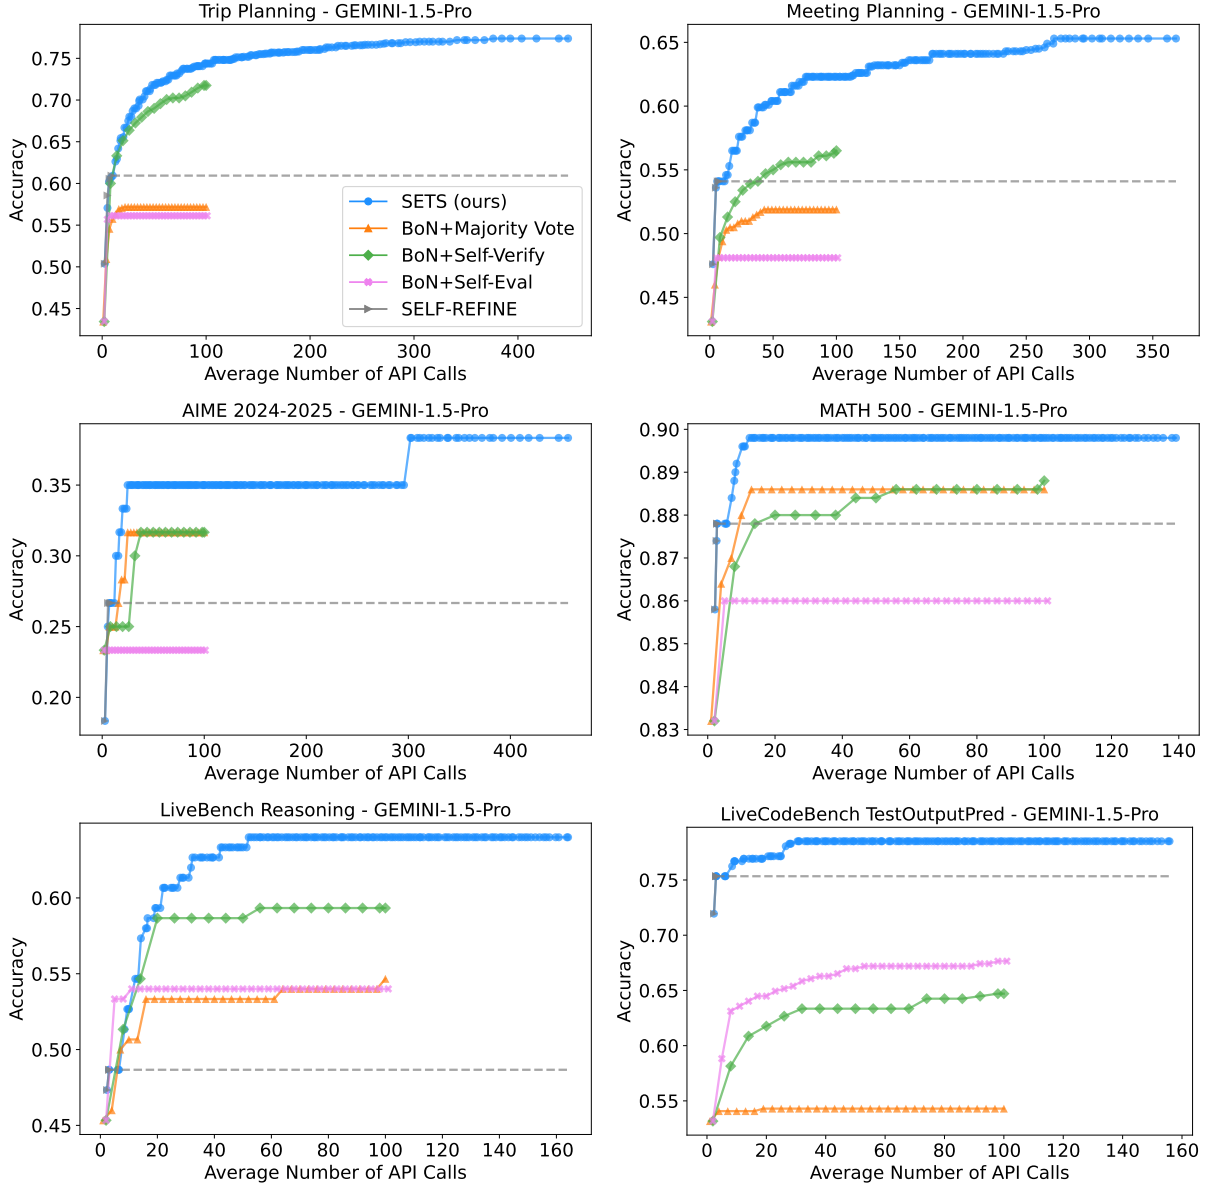 Trip Planning - GEMINI-1.5-Pro
Accuracy
0.75
0.70
0.65
0.60
0.55
0.50
0.45
SETS (ours)
BoN+Majority Vote
BoN+Self-Verify
BoN+Self-Eval
SELF-REFINE
0 100 200 300 400
Average Number of API Calls
Meeting Planning - GEMINI-1.5-Pro
Accuracy
0.65
0.60
0.55
0.50
0.45
0 50 100 150 200 250 300 350
Average Number of API Calls
AIME 2024-2025 - GEMINI-1.5-Pro
Accuracy
0.35
0.30
0.25
0.20
0 100 200 300 400
Average Number of API Calls
MATH 500 - GEMINI-1.5-Pro
Accuracy
0.90
0.89
0.88
0.87
0.86
0.85
0.84
0.83
0 20 40 60 80 100 120 140
Average Number of API Calls
LiveBench Reasoning - GEMINI-1.5-Pro
Accuracy
0.60
0.55
0.50
0.45
0 20 40 60 80 100 120 140 160
Average Number of API Calls
LiveCodeBench TestOutputPred - GEMINI-1.5-Pro
Accuracy
0.75
0.70
0.65
0.60
0.55
0 20 40 60 80 100 120 140 160
Average Number of API Calls